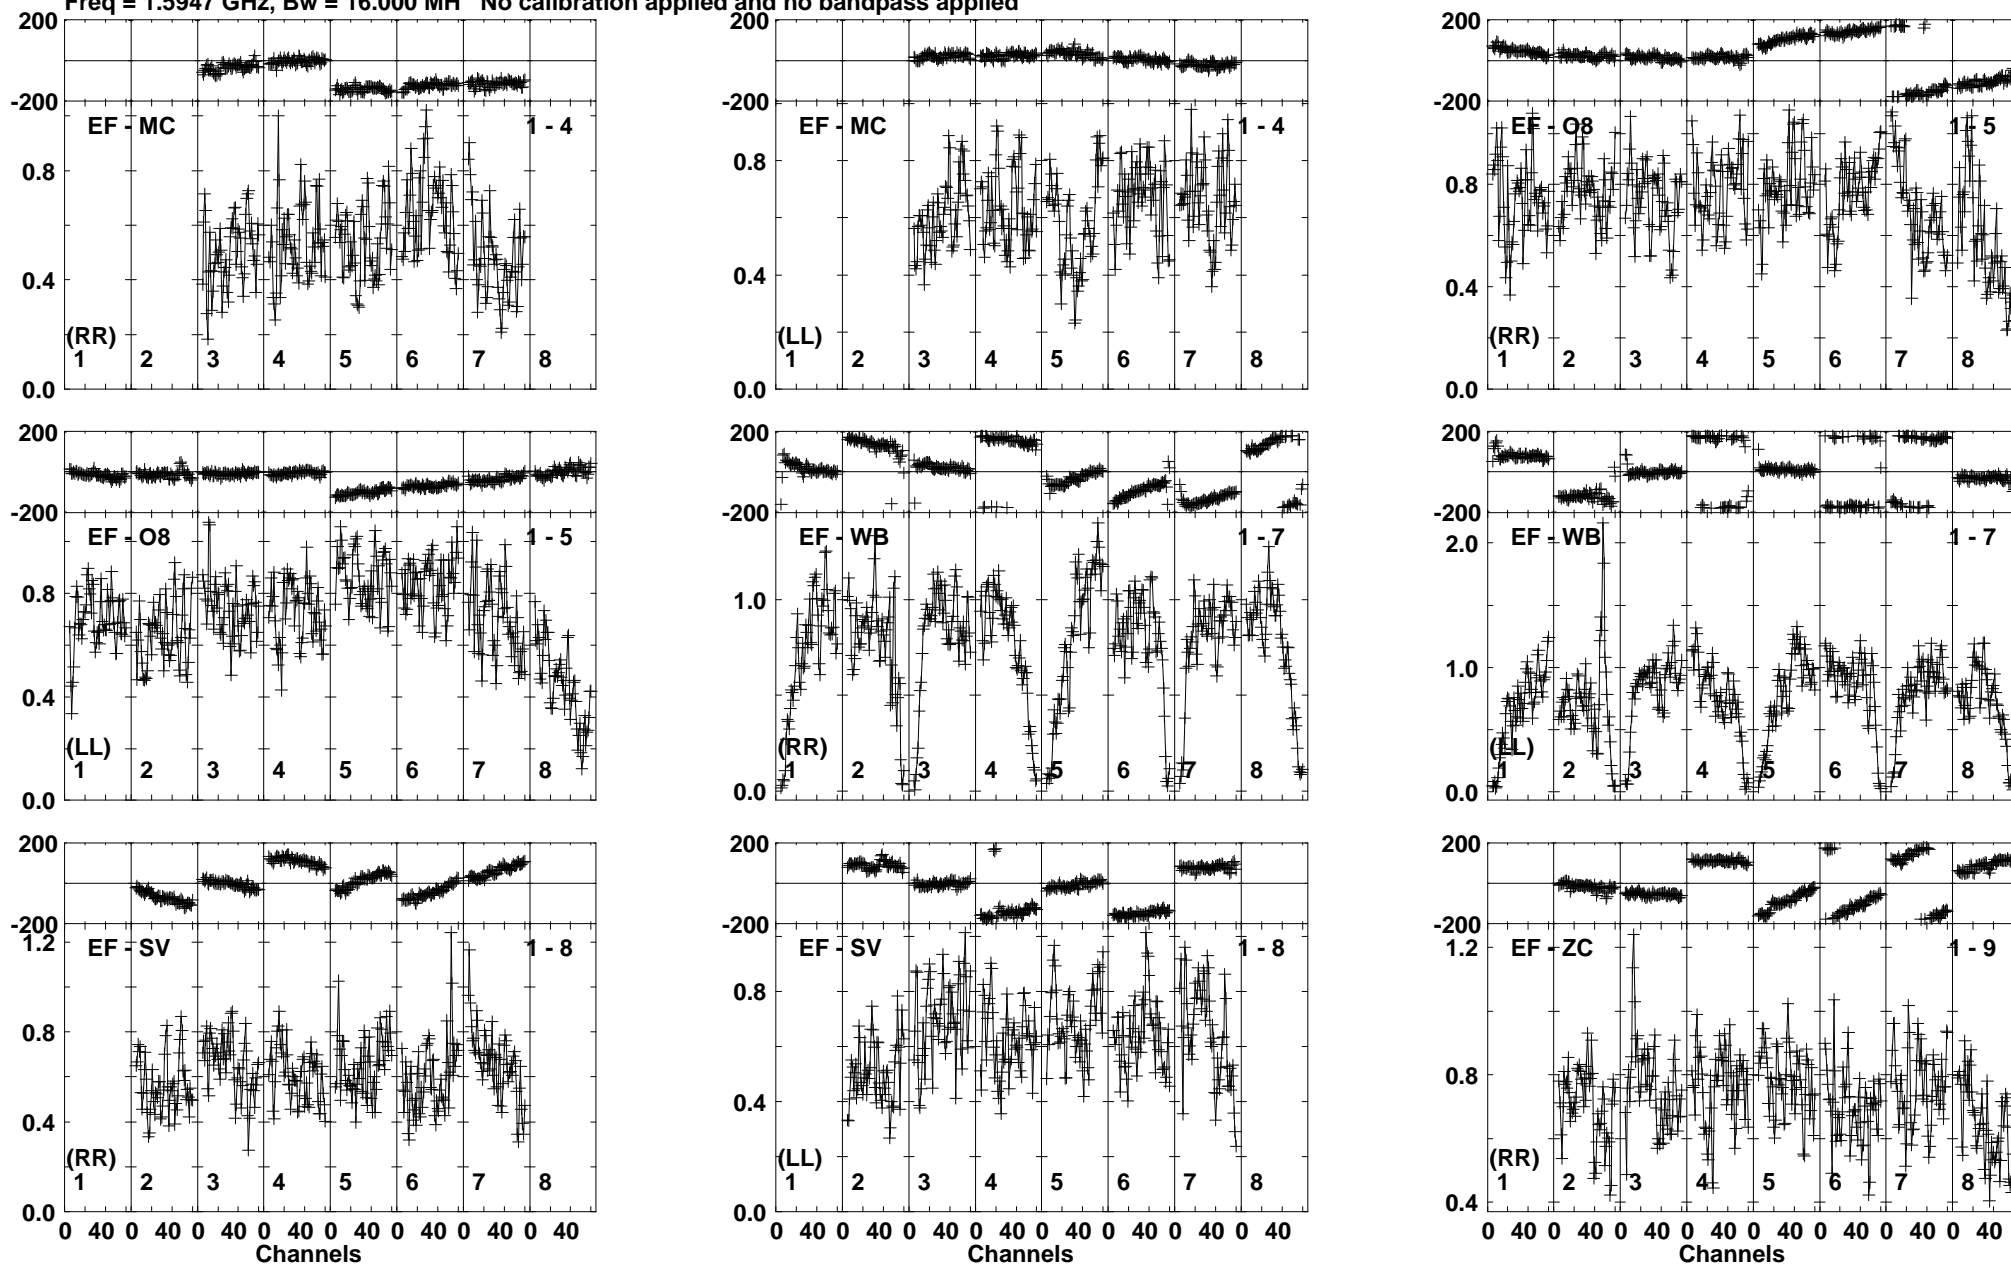 Freq = 1.5947 GHz, Bw = 16.000 MH No calibration applied and no bandpass applied
200 200 200
-200 -200 -200
EF - MC 1 - 4 EF - MC 1 - 4 EF - O8 1 - 5
0.8 0.8 0.8
0.4 0.4 0.4
(RR) (LL) (RR)
1 2 3 4 5 6 7 8 1 2 3 4 5 6 7 8 1 2 3 4 5 6 7 8
0.0 0.0 0.0
200 200 200
-200 -200 -200
EF - O8 1 - 5 EF - WB 1 - 7 EF - WB 1 - 7
0.8 1.0 2.0
0.4 1.0
(LL) (RR) (LL)
1 2 3 4 5 6 7 8 1 2 3 4 5 6 7 8 1 2 3 4 5 6 7 8
0.0 0.0 0.0
200 200 200
-200 -200 -200
1.2 EF - SV 1 - 8 EF - SV 1 - 8 1.2 EF - ZC 1 - 9
0.8 0.8 0.8
0.4 0.4
(RR) (LL) (RR)
1 2 3 4 5 6 7 8 1 2 3 4 5 6 7 8 1 2 3 4 5 6 7 8
0.0 0.0 0.4
0 40 0 40 0 40 0 40 0 40 0 40 0 40 0 40 0 40 0 40 0 40 0 40 0 40 0 40 0 40 0 40 0 40 0 40 0 40 0 40 0 40 0 40 0 40 0 40
Channels Channels Channels